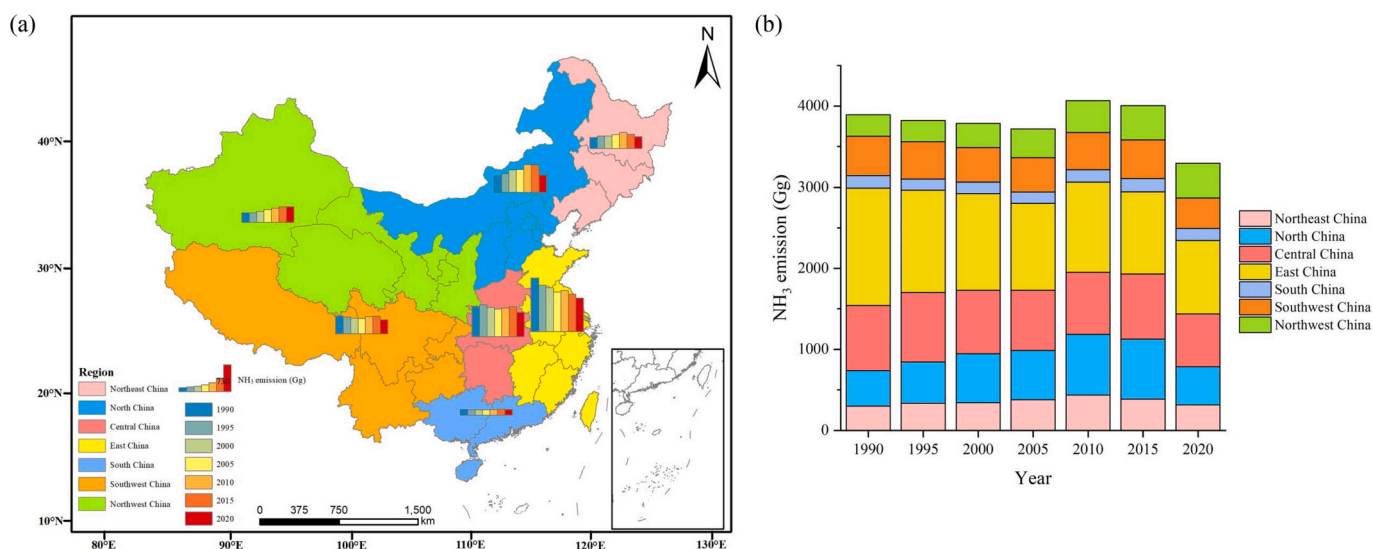 (a)
N
40°N
30°N
20°N
10°N
80°E
90°E
100°E
110°E
120°E
130°E
Region
Northeast China
North China
Central China
East China
South China
Southwest China
Northwest China
730
NH₃ emission (Gg)
1990
1995
2000
2005
2010
2015
2020
0 375 750 1,500
km
(b)
NH₃ emission (Gg)
4000
3000
2000
1000
0
1990 1995 2000 2005 2010 2015 2020
Year
Northeast China
North China
Central China
East China
South China
Southwest China
Northwest China